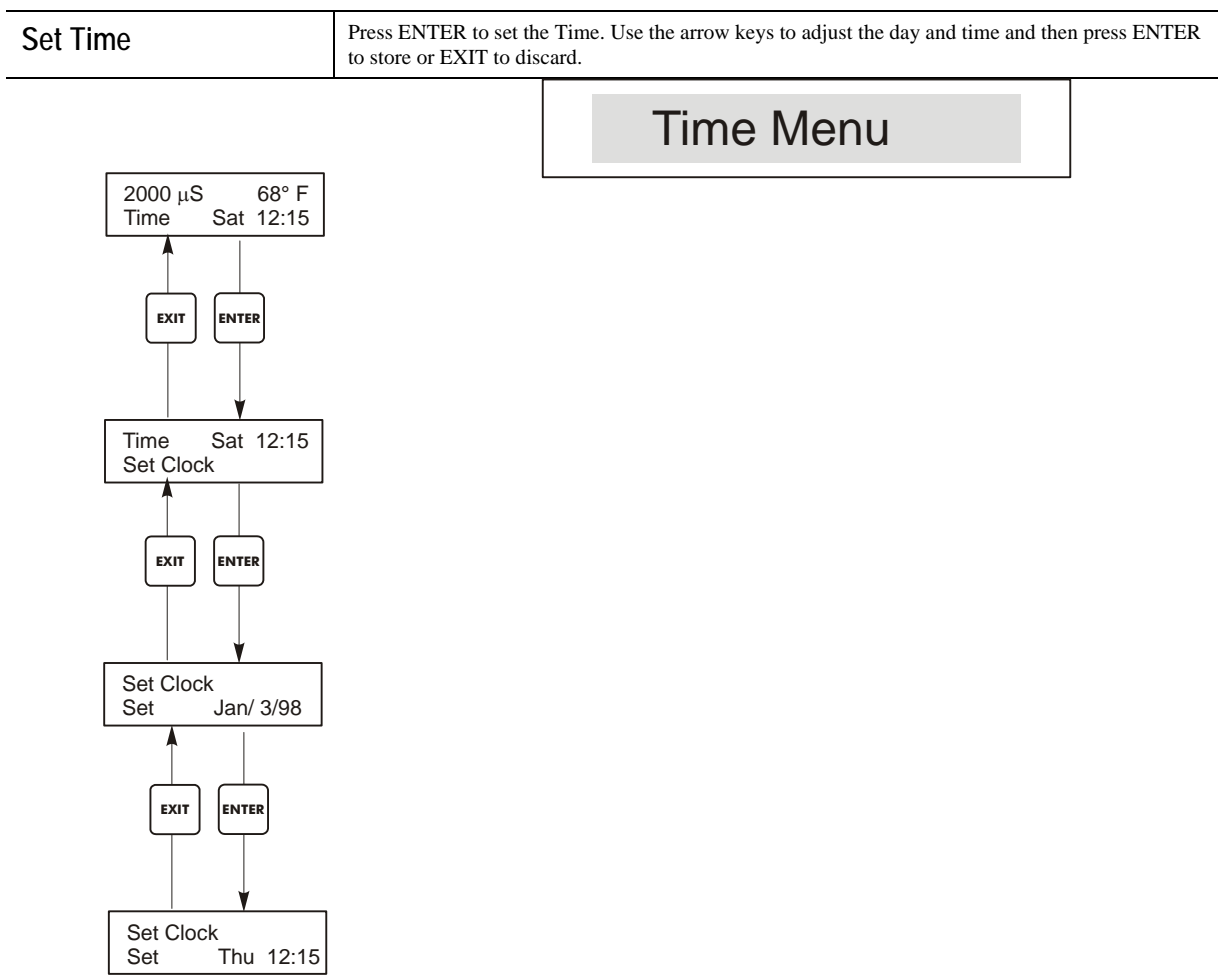 Set Time
Press ENTER to set the Time. Use the arrow keys to adjust the day and time and then press ENTER
to store or EXIT to discard.
Time Menu
2000 µS 68° F
Time Sat 12:15
EXIT ENTER
Time Sat 12:15
Set Clock
EXIT ENTER
Set Clock
Set Jan/ 3/98
EXIT ENTER
Set Clock
Set Thu 12:15